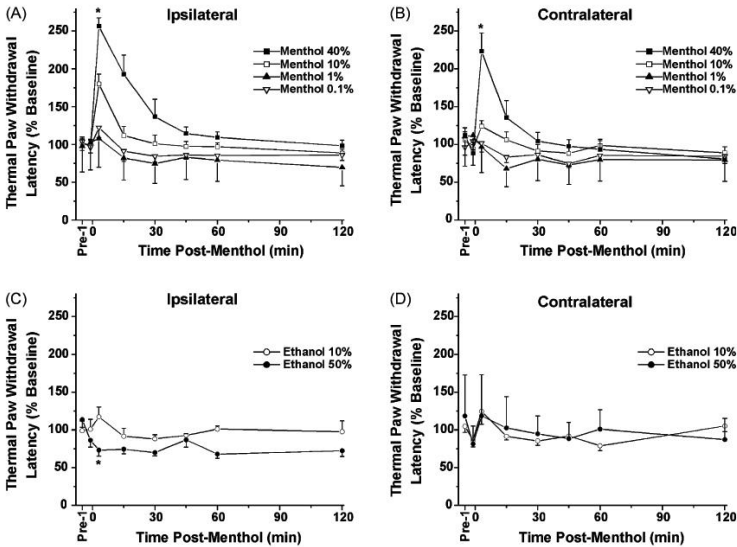 (A) Ipsilateral
Thermal Paw Withdrawal
Latency (% Baseline)
250
200
150
100
50
0
*
Menthol 40%
Menthol 10%
Menthol 1%
Menthol 0.1%
Pre-1 0 30 60 90 120
Time Post-Menthol (min)
(B) Contralateral
Thermal Paw Withdrawal
Latency (% Baseline)
250
200
150
100
50
0
*
Menthol 40%
Menthol 10%
Menthol 1%
Menthol 0.1%
Pre-1 0 30 60 90 120
Time Post-Menthol (min)
(C) Ipsilateral
Thermal Paw Withdrawal
Latency (% Baseline)
250
200
150
100
50
0
Ethanol 10%
Ethanol 50%
*
Pre-1 0 30 60 90 120
Time Post-Menthol (min)
(D) Contralateral
Thermal Paw Withdrawal
Latency (% Baseline)
250
200
150
100
50
0
Ethanol 10%
Ethanol 50%
Pre-1 0 30 60 90 120
Time Post-Menthol (min)